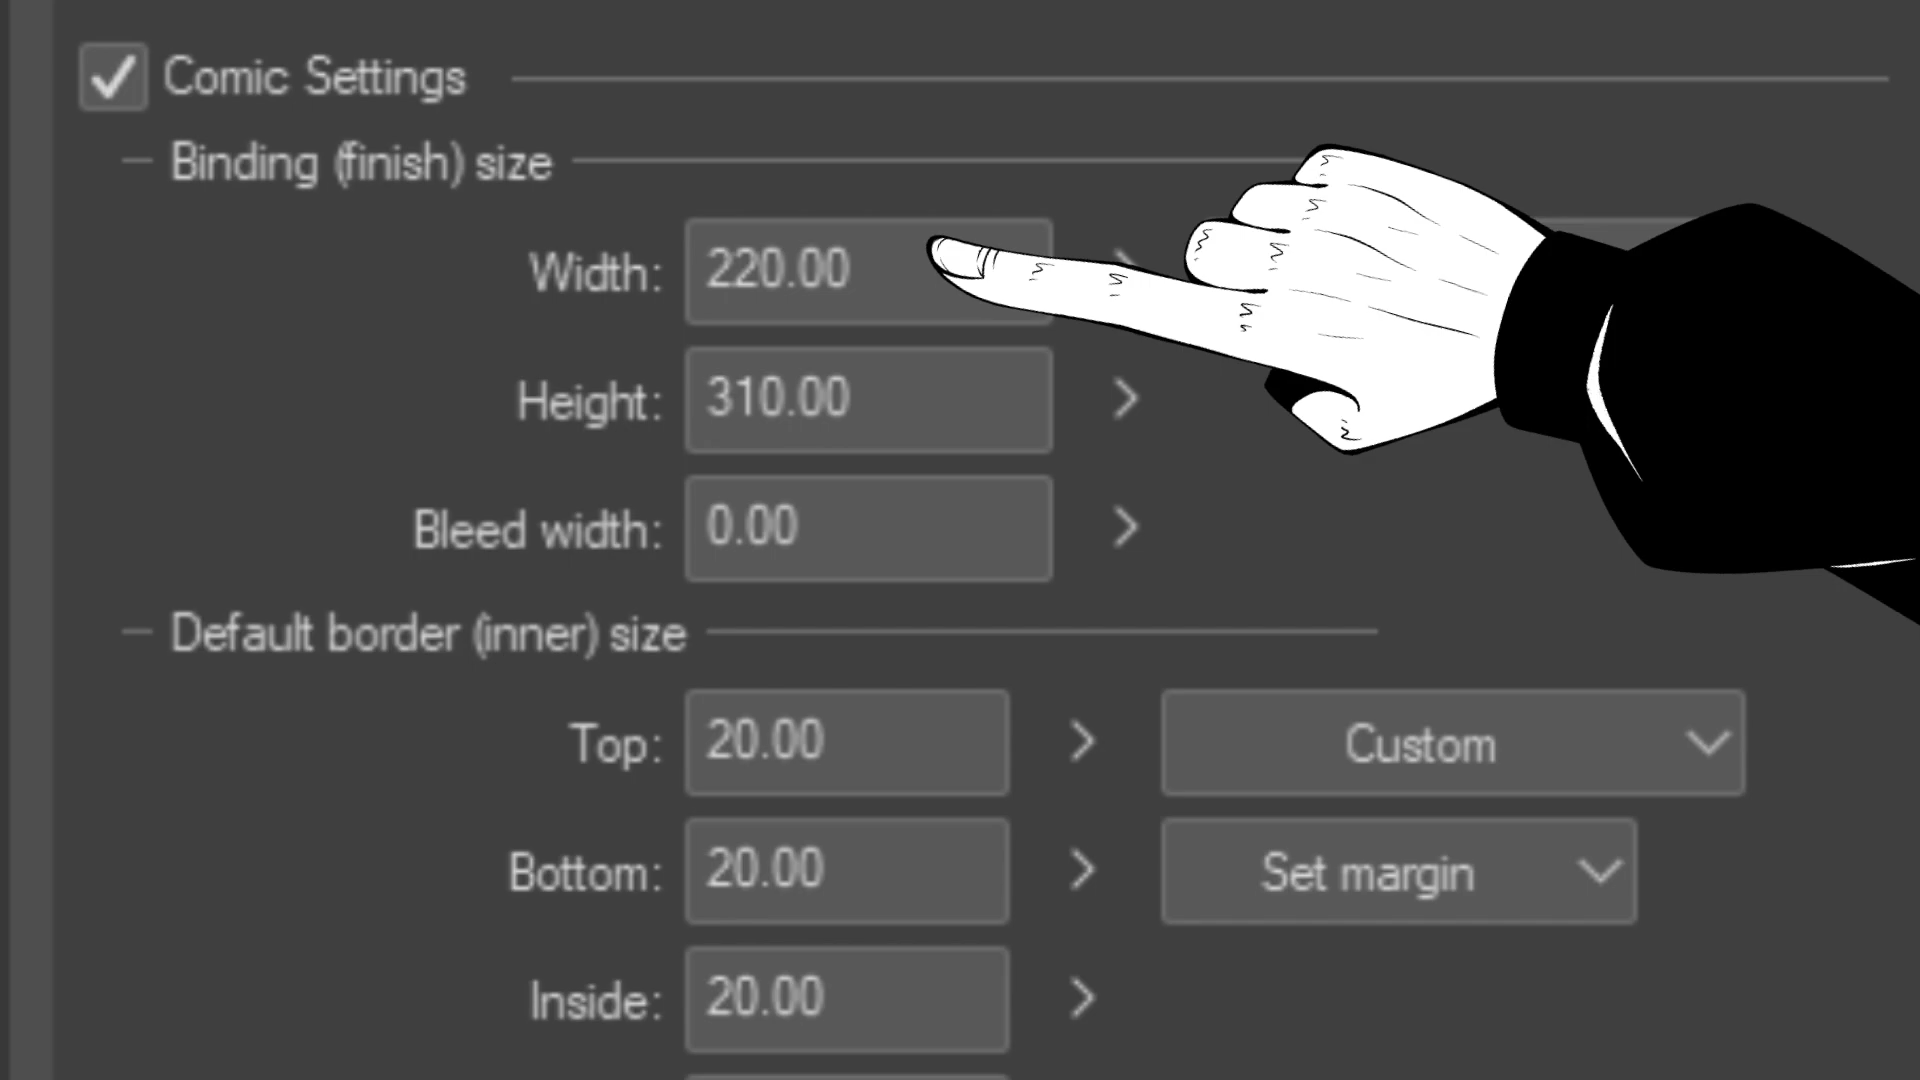 Comic Settings
Binding (finish) size
Width: 220.00
Height: 310.00
Bleed width: 0.00
Default border (inner) size
Top: 20.00 Custom
Bottom: 20.00 Set margin
Inside: 20.00